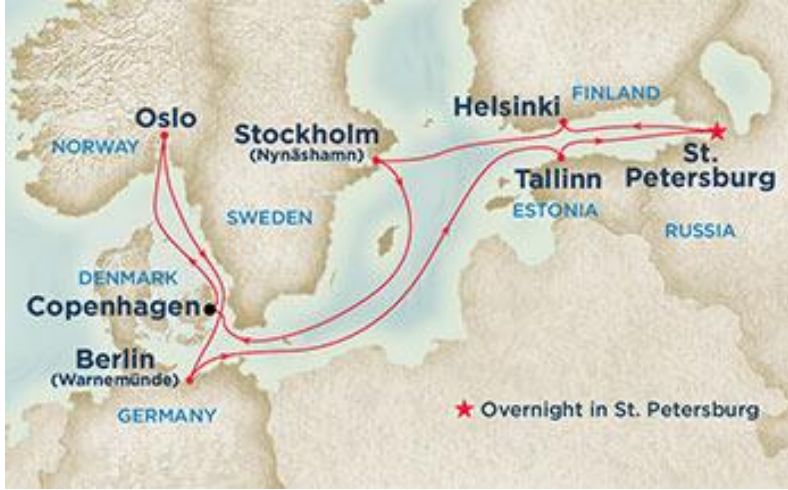 Oslo
NORWAY
Stockholm
(Nynäshamn)
SWEDEN
Helsinki
FINLAND
Tallinn
ESTONIA
St.
Petersburg
RUSSIA
DENMARK
Copenhagen
Berlin
(Warnemünde)
GERMANY
Overnight in St. Petersburg